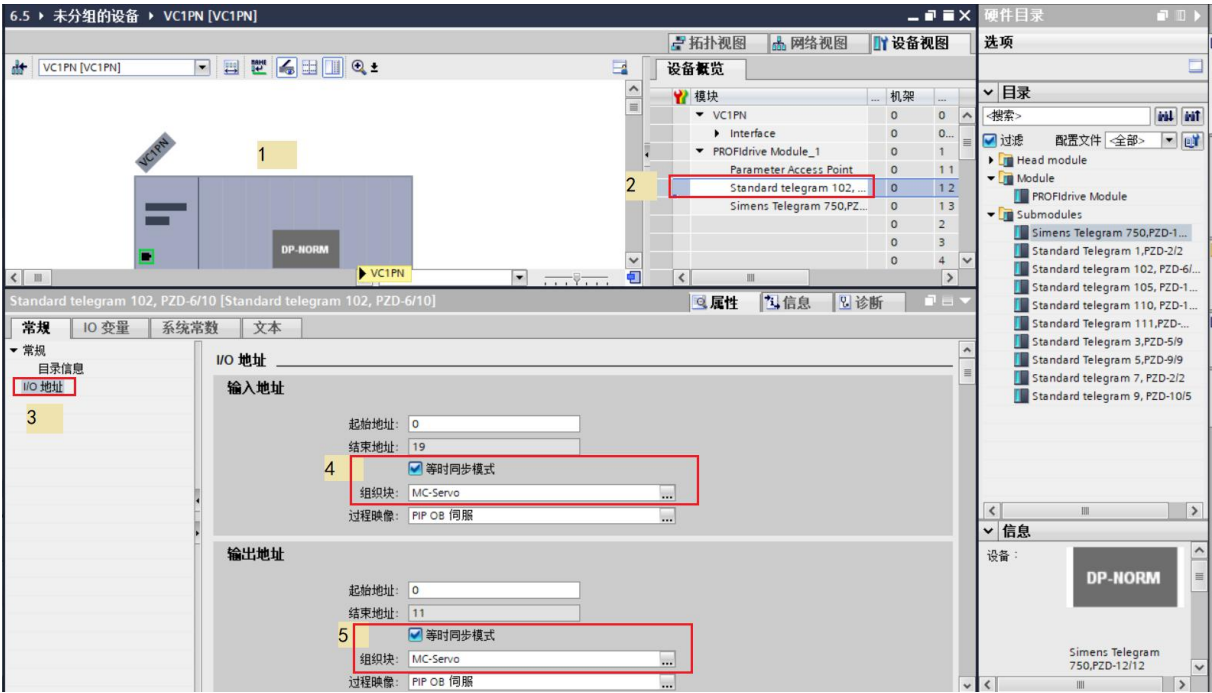 6.5 ▸ 未分组的设备 ▸ VC1PN [VC1PN]
拓扑视图 网络视图 设备视图
VC1PN [VC1PN]
VC1PN
1
DP-NORM
VC1PN
2
设备概览
模块 ... 机架 ...
VC1PN 0 0
Interface 0 0...
PROFIdrive Module_1 0 1
Parameter Access Point 0 1 1
Standard telegram 102, ... 0 1 2
Simens Telegram 750,PZ... 0 1 3
0 2
0 3
0 4
Standard telegram 102, PZD-6/10 [Standard telegram 102, PZD-6/10]
属性 信息 诊断
常规 IO 变量 系统常数 文本
常规
目录信息
I/O 地址
3
I/O 地址
输入地址
起始地址: 0
结束地址: 19
4
等时同步模式
组织块: MC-Servo ...
过程映像: PIP OB 伺服 ...
输出地址
起始地址: 0
结束地址: 11
5
等时同步模式
组织块: MC-Servo ...
过程映像: PIP OB 伺服 ...
硬件目录
选项
目录
<搜索>
过滤 配置文件 <全部>
Head module
Module
PROFIdrive Module
Submodules
Simens Telegram 750,PZD-1...
Standard Telegram 1,PZD-2/2
Standard telegram 102, PZD-6/...
Standard telegram 105, PZD-1...
Standard telegram 110, PZD-1...
Standard Telegram 111,PZD-...
Standard Telegram 3,PZD-5/9
Standard Telegram 5,PZD-9/9
Standard telegram 7, PZD-2/2
Standard telegram 9, PZD-10/5
信息
设备:
DP-NORM
Simens Telegram
750,PZD-12/12